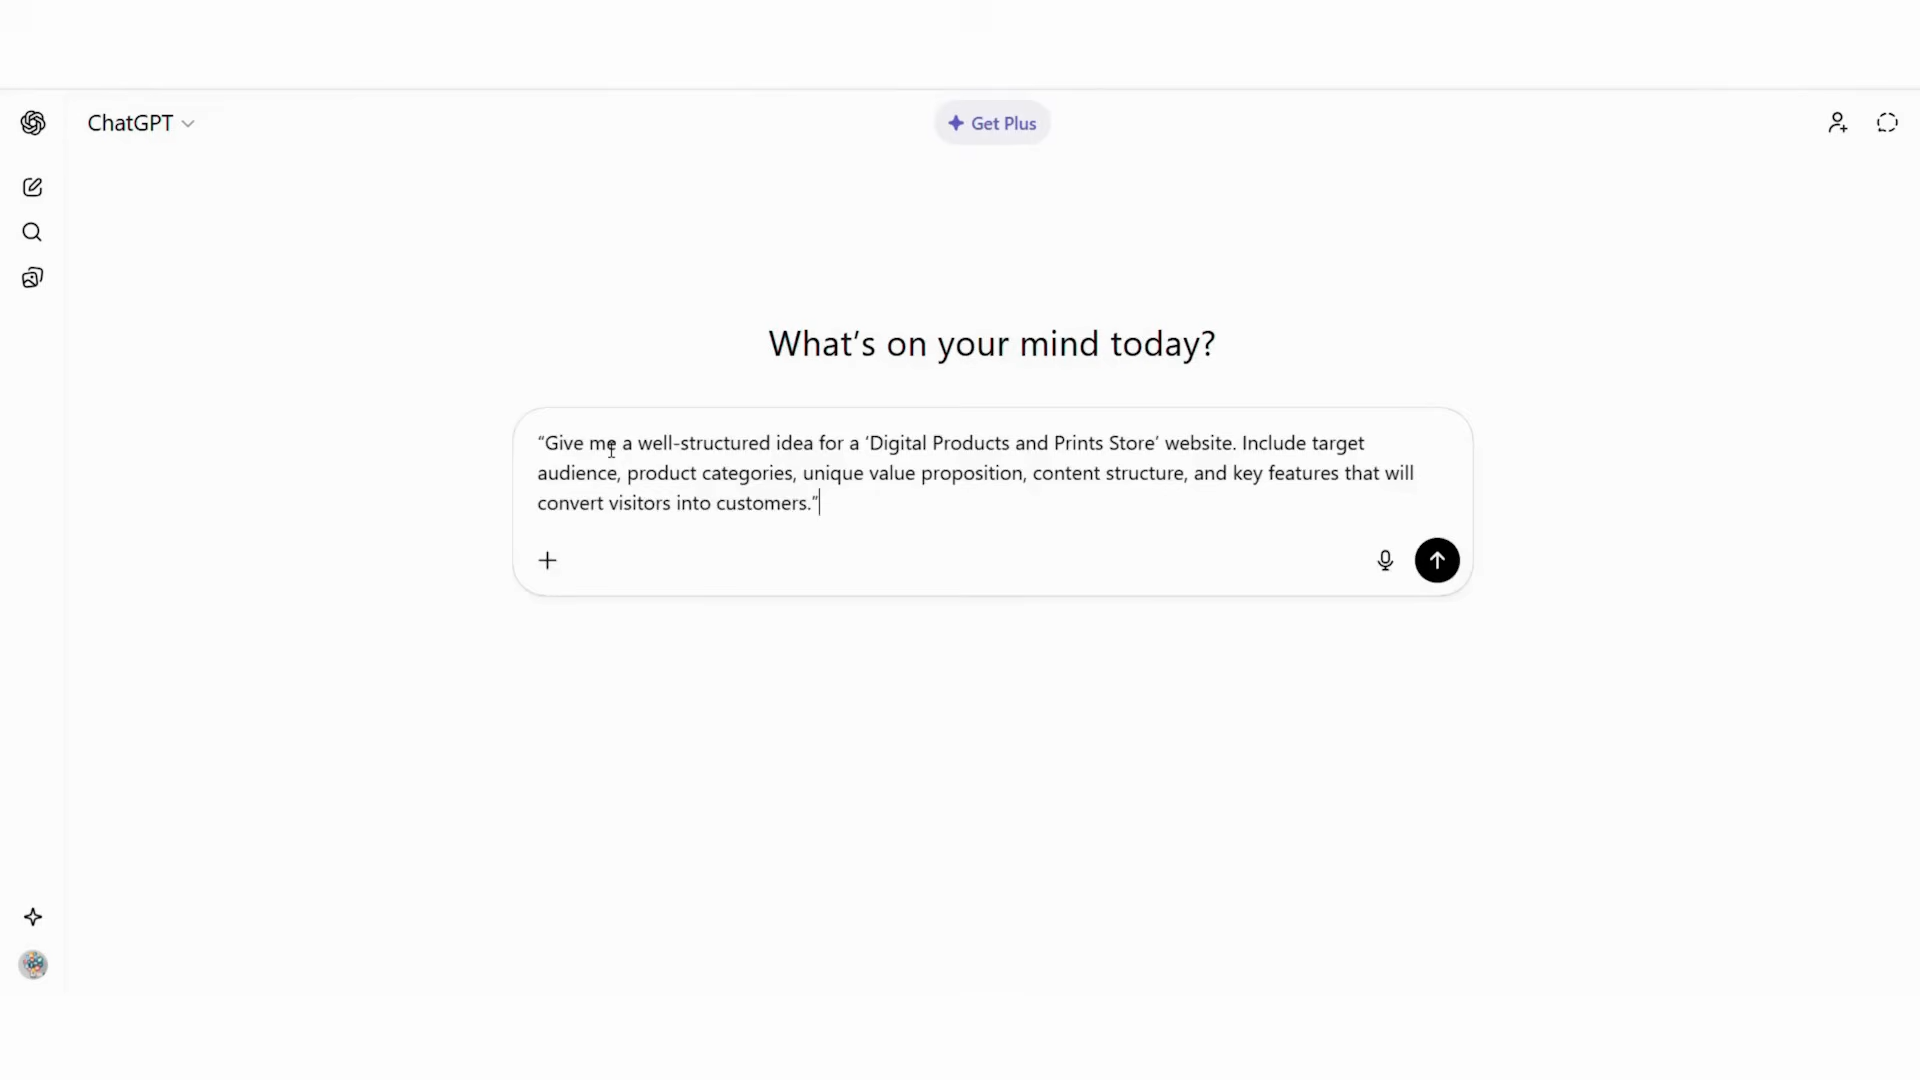 ChatGPT
Get Plus
What’s on your mind today?
“Give me a well-structured idea for a ‘Digital Products and Prints Store’ website. Include target
audience, product categories, unique value proposition, content structure, and key features that will
convert visitors into customers.”